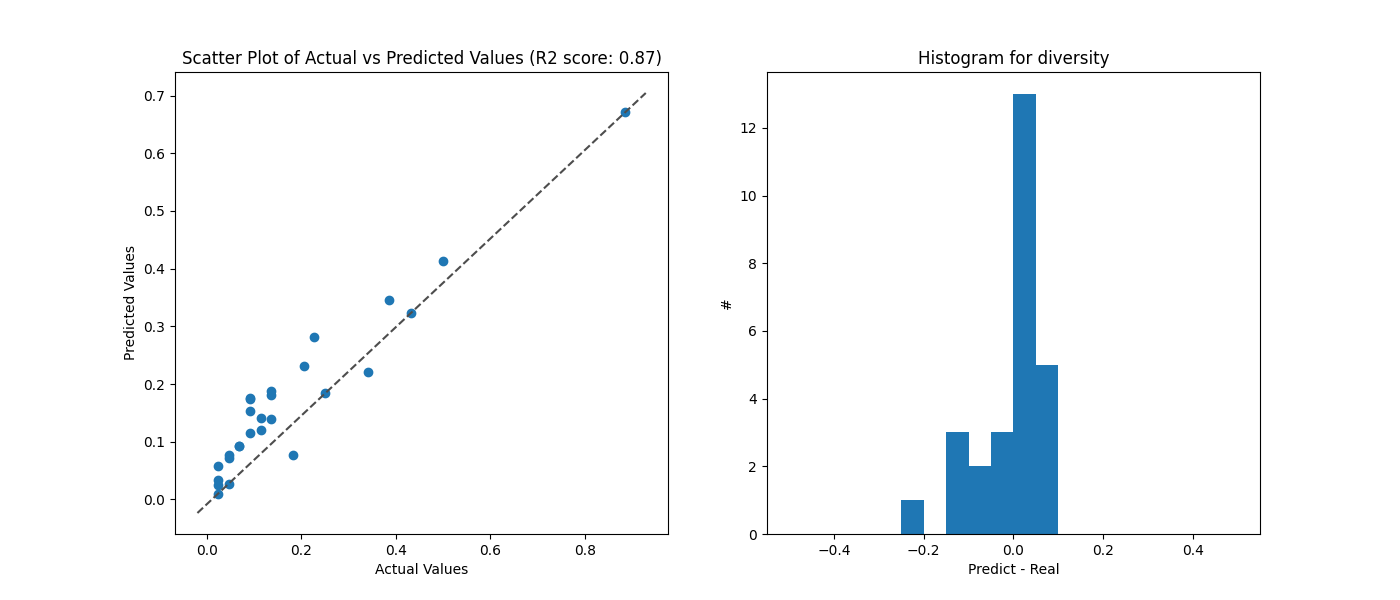 Scatter Plot of Actual vs Predicted Values (R2 score: 0.87)
0.7
0.6
0.5
0.4
0.3
0.2
0.1
0.0
Predicted Values
0.0 0.2 0.4 0.6 0.8
Actual Values
Histogram for diversity
12
10
8
6
4
2
0
#
−0.4 −0.2 0.0 0.2 0.4
Predict - Real